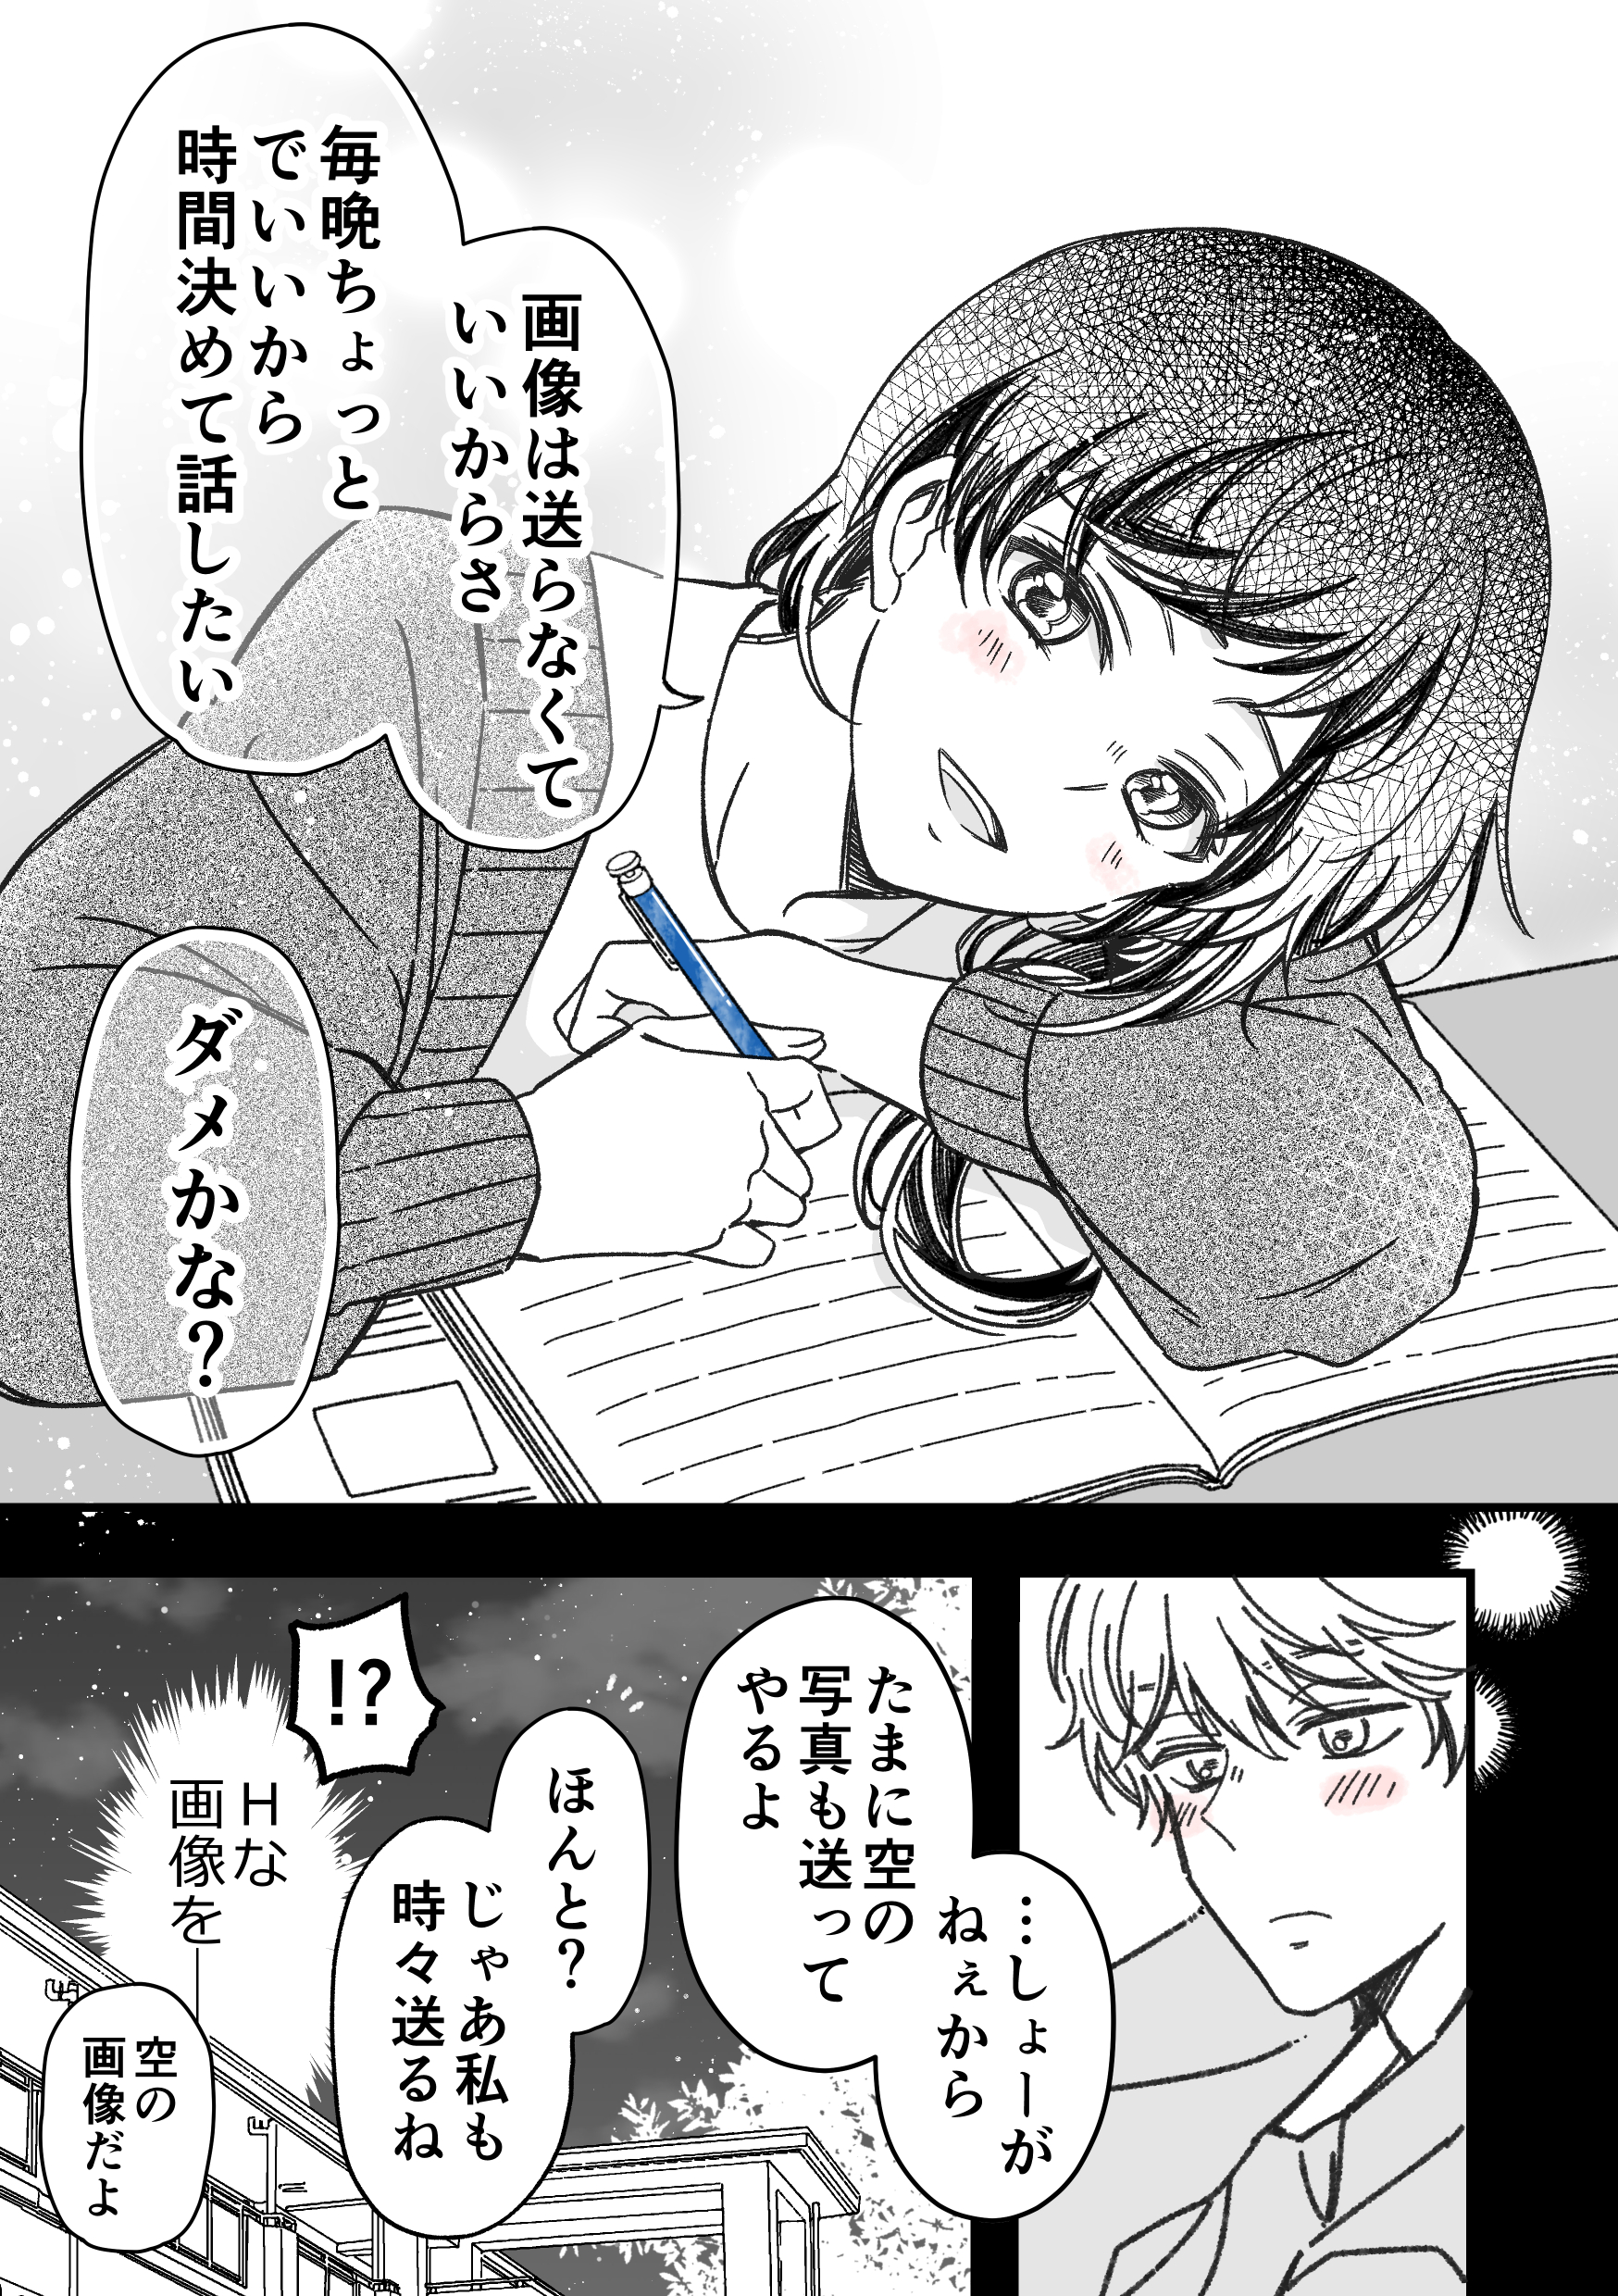 画像は送らなくて
いいからさ
毎晩ちょっと
でいいから
時間決めて話したい
ダメかな？
…しょーが
ねぇから
たまに空の
写真も送って
やるよ
ほんと？
じゃあ私も
時々送るね
!?
Hな
画像を―
空の
画像だよ